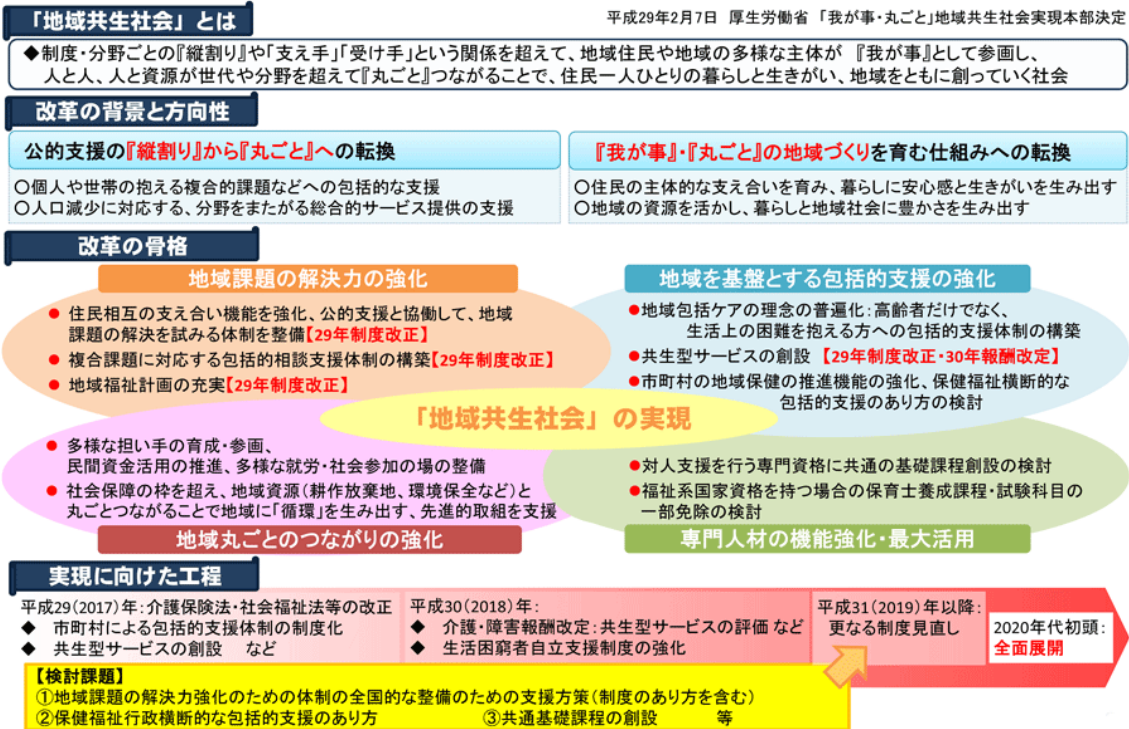 「地域共生社会」とは
平成29年2月7日 厚生労働省 「我が事・丸ごと」地域共生社会実現本部決定
◆制度・分野ごとの『縦割り』や「支え手」「受け手」という関係を超えて、地域住民や地域の多様な主体が 『我が事』として参画し、
人と人、人と資源が世代や分野を超えて『丸ごと』つながることで、住民一人ひとりの暮らしと生きがい、地域をともに創っていく社会
改革の背景と方向性
公的支援の『縦割り』から『丸ごと』への転換
○個人や世帯の抱える複合的課題などへの包括的な支援
○人口減少に対応する、分野をまたがる総合的サービス提供の支援
『我が事』・『丸ごと』の地域づくりを育む仕組みへの転換
○住民の主体的な支え合いを育み、暮らしに安心感と生きがいを生み出す
○地域の資源を活かし、暮らしと地域社会に豊かさを生み出す
改革の骨格
地域課題の解決力の強化
● 住民相互の支え合い機能を強化、公的支援と協働して、地域
課題の解決を試みる体制を整備【29年制度改正】
● 複合課題に対応する包括的相談支援体制の構築【29年制度改正】
● 地域福祉計画の充実【29年制度改正】
地域を基盤とする包括的支援の強化
●地域包括ケアの理念の普遍化:高齢者だけでなく、
生活上の困難を抱える方への包括的支援体制の構築
●共生型サービスの創設 【29年制度改正・30年報酬改定】
●市町村の地域保健の推進機能の強化、保健福祉横断的な
包括的支援のあり方の検討
「地域共生社会」の実現
● 多様な担い手の育成・参画、
民間資金活用の推進、多様な就労・社会参加の場の整備
● 社会保障の枠を超え、地域資源(耕作放棄地、環境保全など)と
丸ごとつながることで地域に「循環」を生み出す、先進的取組を支援
地域丸ごとのつながりの強化
●対人支援を行う専門資格に共通の基礎課程創設の検討
●福祉系国家資格を持つ場合の保育士養成課程・試験科目の
一部免除の検討
専門人材の機能強化・最大活用
実現に向けた工程
平成29(2017)年:介護保険法・社会福祉法等の改正
◆ 市町村による包括的支援体制の制度化
◆ 共生型サービスの創設 など
平成30(2018)年:
◆ 介護・障害報酬改定:共生型サービスの評価 など
◆ 生活困窮者自立支援制度の強化
平成31(2019)年以降:
更なる制度見直し
2020年代初頭:
全面展開
【検討課題】
①地域課題の解決力強化のための体制の全国的な整備のための支援方策(制度のあり方を含む)
②保健福祉行政横断的な包括的支援のあり方 ③共通基礎課程の創設 等